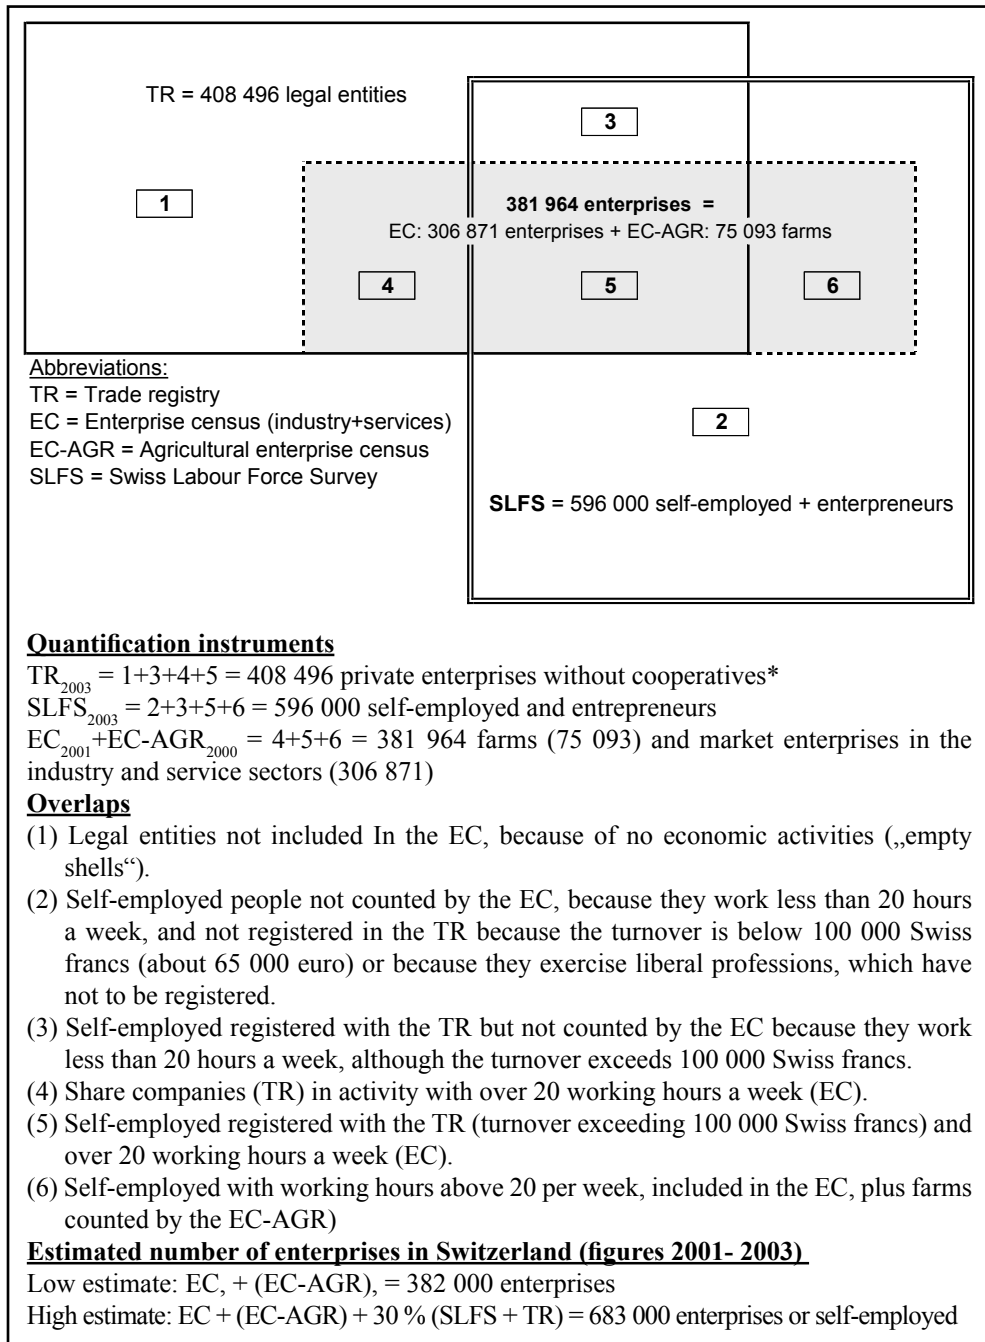 TR = 408 496 legal entities
3
1
381 964 enterprises =
EC: 306 871 enterprises + EC-AGR: 75 093 farms
4
5
6
Abbreviations:
TR = Trade registry
EC = Enterprise census (industry+services)
EC-AGR = Agricultural enterprise census
SLFS = Swiss Labour Force Survey
2
SLFS = 596 000 self-employed + enterpreneurs
Quantification instruments
TR2003 = 1+3+4+5 = 408 496 private enterprises without cooperatives*
SLFS2003 = 2+3+5+6 = 596 000 self-employed and entrepreneurs
EC2001+EC-AGR2000 = 4+5+6 = 381 964 farms (75 093) and market enterprises in the
industry and service sectors (306 871)
Overlaps
(1) Legal entities not included In the EC, because of no economic activities („empty
shells“).
(2) Self-employed people not counted by the EC, because they work less than 20 hours
a week, and not registered in the TR because the turnover is below 100 000 Swiss
francs (about 65 000 euro) or because they exercise liberal professions, which have
not to be registered.
(3) Self-employed registered with the TR but not counted by the EC because they work
less than 20 hours a week, although the turnover exceeds 100 000 Swiss francs.
(4) Share companies (TR) in activity with over 20 working hours a week (EC).
(5) Self-employed registered with the TR (turnover exceeding 100 000 Swiss francs) and
over 20 working hours a week (EC).
(6) Self-employed with working hours above 20 per week, included in the EC, plus farms
counted by the EC-AGR)
Estimated number of enterprises in Switzerland (figures 2001- 2003)
Low estimate: EC, + (EC-AGR), = 382 000 enterprises
High estimate: EC + (EC-AGR) + 30 % (SLFS + TR) = 683 000 enterprises or self-employed